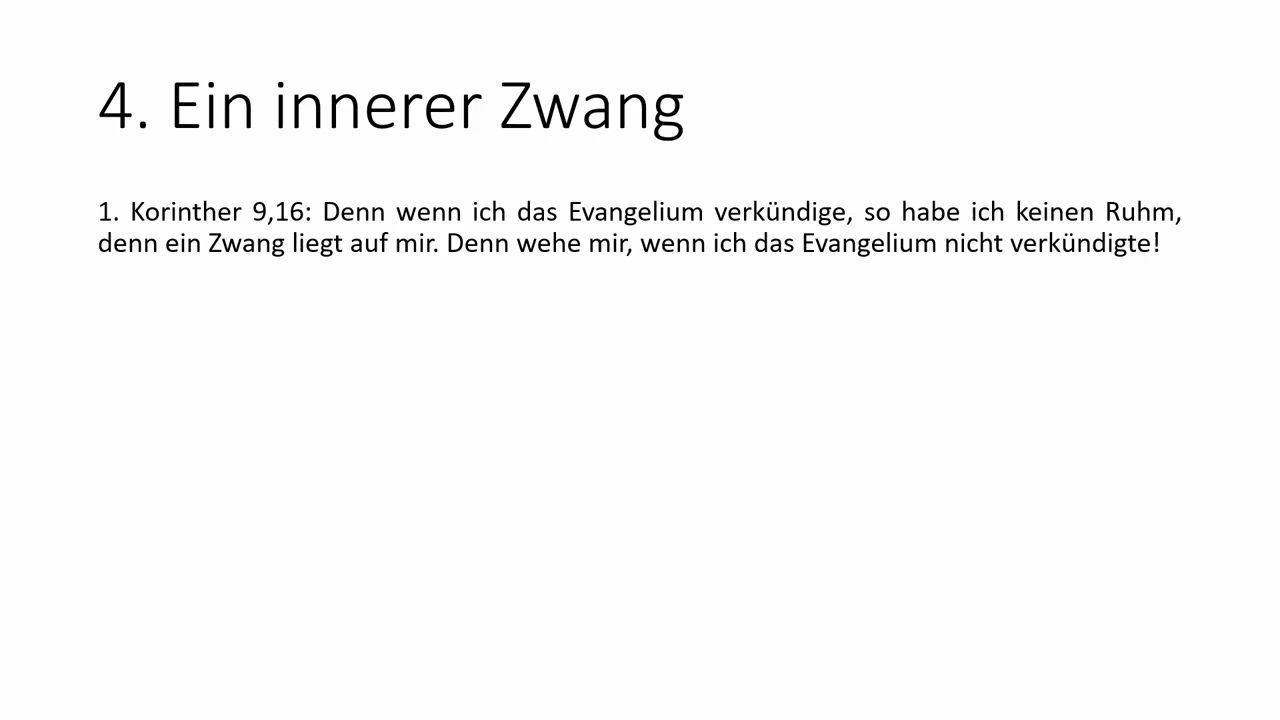 4. Ein innerer Zwang
1. Korinther 9,16: Denn wenn ich das Evangelium verkündige, so habe ich keinen Ruhm,
denn ein Zwang liegt auf mir. Denn wehe mir, wenn ich das Evangelium nicht verkündigte!